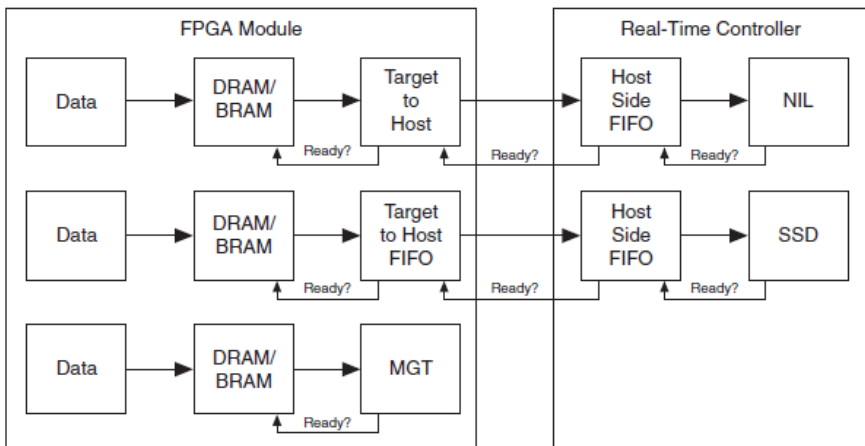 FPGA Module
Real-Time Controller
Data
DRAM/
BRAM
Target
to
Host
Host
Side
FIFO
NIL
Ready?
Ready?
Ready?
Data
DRAM/
BRAM
Target
to Host
FIFO
Host
Side
FIFO
SSD
Ready?
Ready?
Ready?
Data
DRAM/
BRAM
MGT
Ready?